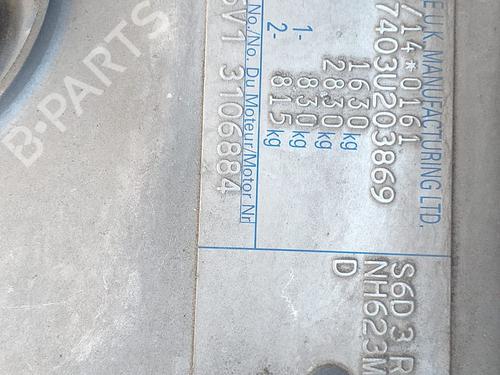 E U.K. MANUFACTURING LTD.
714*0161
7403U203869
1630 kg
2830 kg
1- 830 kg
2- 815 kg
No./No. Du Moteur/Motor Nr
6V1 3106884
S6D 3 R
NH623M
D
B-PARTS